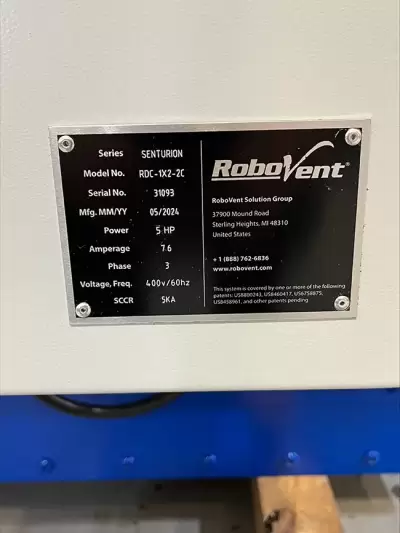 Series SENTURION
Model No. RDC-1X2-2C
Serial No. 31093
Mfg. MM/YY 05/2024
Power 5 HP
Amperage 7.6
Phase 3
Voltage, Freq. 400v/60hz
SCCR 5KA
RoboVent®
RoboVent Solution Group
37900 Mound Road
Sterling Heights, MI 48310
United States
+1 (888) 762-6836
www.robovent.com
This system is covered by one or more of the following
patents: US8800243, US8460417, US6758875,
US8456961, and other patents pending